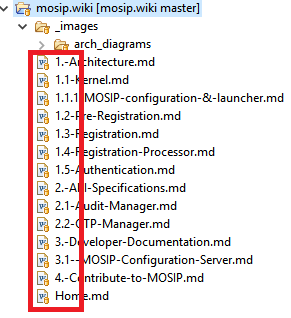 mosip.wiki [mosip.wiki master]
_images
arch_diagrams
1.-Architecture.md
1.1-Kernel.md
1.1.1-MOSIP-configuration-&-launcher.md
1.2-Pre-Registration.md
1.3-Registration.md
1.4-Registration-Processor.md
1.5-Authentication.md
2.-API-Specifications.md
2.1-Audit-Manager.md
2.2-OTP-Manager.md
3.-Developer-Documentation.md
3.1--MOSIP-Configuration-Server.md
4.-Contribute-to-MOSIP.md
Home.md